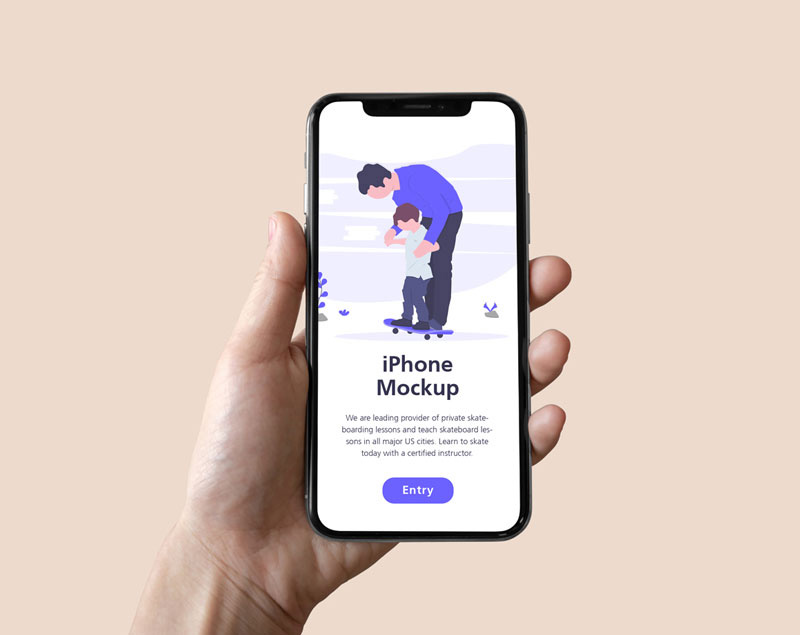 iPhone
Mockup
We are leading provider of private skate-
boarding lessons and teach skateboard les-
sons in all major US cities. Learn to skate
today with a certified instructor.
Entry